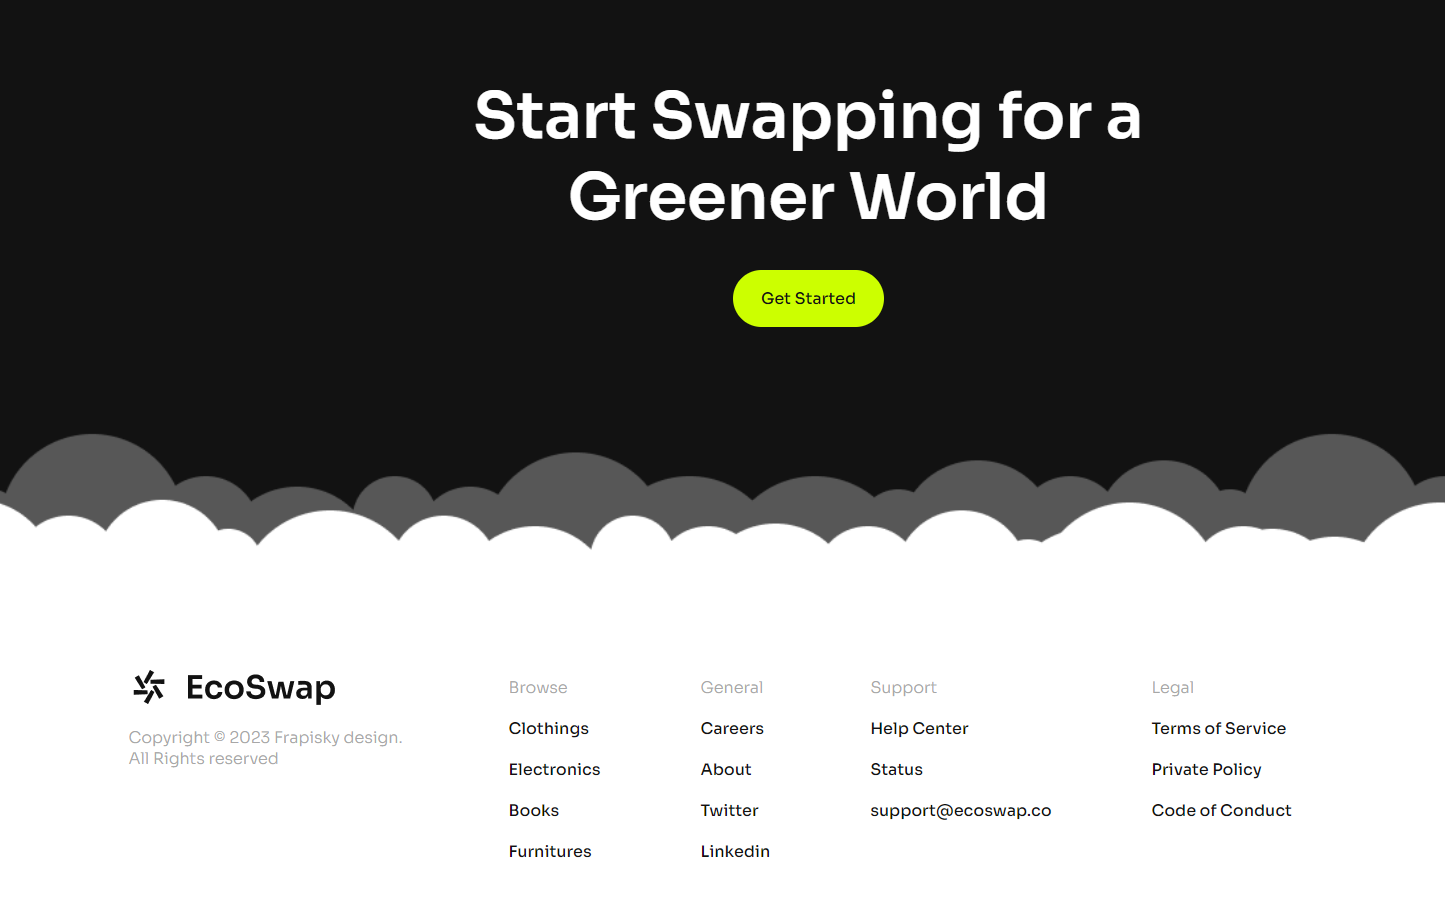 Start Swapping for a
Greener World
Get Started
EcoSwap
Copyright © 2023 Frapisky design.
All Rights reserved
Browse
Clothings
Electronics
Books
Furnitures
General
Careers
About
Twitter
Linkedin
Support
Help Center
Status
support@ecoswap.co
Legal
Terms of Service
Private Policy
Code of Conduct